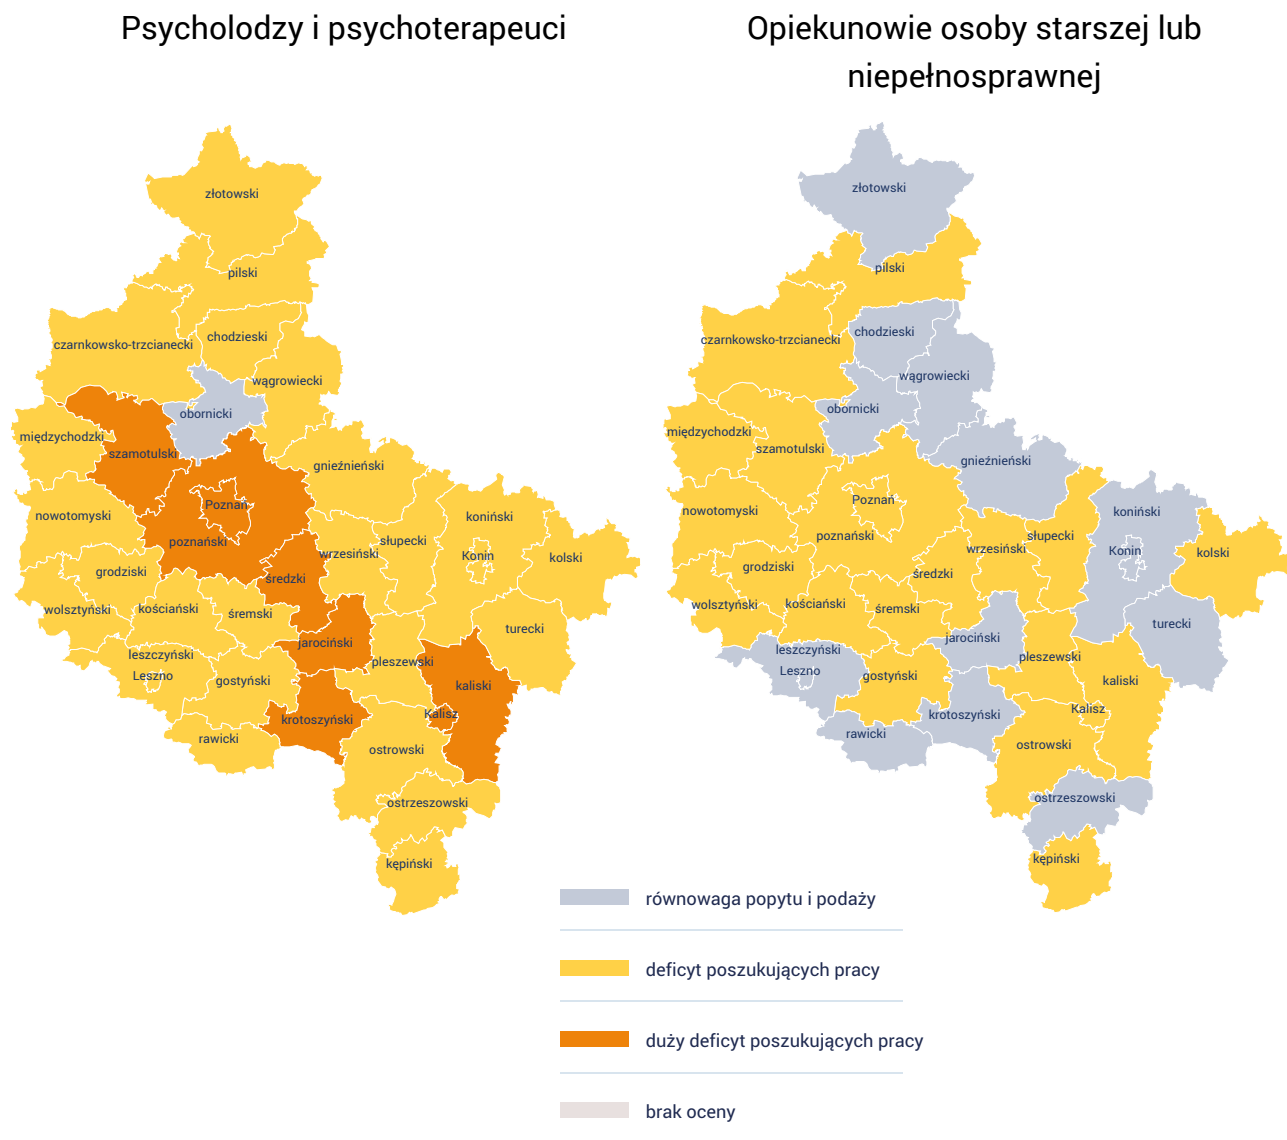 Psycholodzy i psychoterapeuci
złotowski
pilski
chodzieski
czarnkowsko-trzcianecki
wągrowiecki
obornicki
międzychodzki
szamotulski
gnieźnieński
Poznań
nowotomyski
koniński
poznański
słupecki
wrzesiński
Konin
kolski
grodziski
średzki
wolsztyński
kościański
śremski
turecki
jarociński
leszczyński
pleszewski
Leszno
gostyński
kaliski
Kalisz
krotoszyński
rawicki
ostrowski
ostrzeszowski
kępiński
Opiekunowie osoby starszej lub
niepełnosprawnej
złotowski
pilski
chodzieski
czarnkowsko-trzcianecki
wągrowiecki
obornicki
międzychodzki
szamotulski
gnieźnieński
Poznań
nowotomyski
koniński
poznański
słupecki
wrzesiński
Konin
kolski
grodziski
średzki
wolsztyński
kościański
śremski
turecki
jarociński
leszczyński
pleszewski
Leszno
gostyński
kaliski
Kalisz
krotoszyński
rawicki
ostrowski
ostrzeszowski
kępiński
równowaga popytu i podaży
deficyt poszukujących pracy
duży deficyt poszukujących pracy
brak oceny